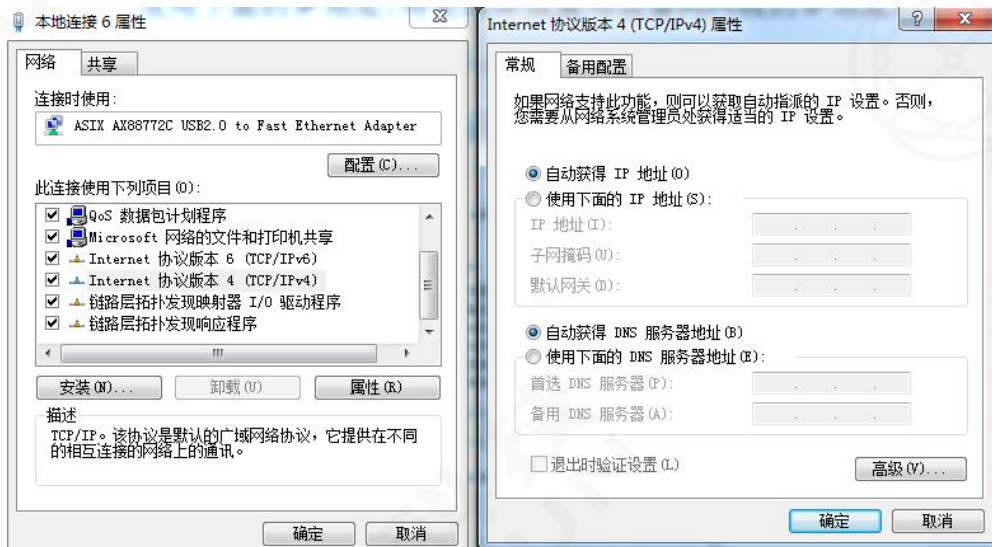 本地连接 6 属性
网络
共享
连接时使用:
ASIX AX88772C USB2.0 to Fast Ethernet Adapter
配置(C)...
此连接使用下列项目(O):
QoS 数据包计划程序
Microsoft 网络的文件和打印机共享
Internet 协议版本 6 (TCP/IPv6)
Internet 协议版本 4 (TCP/IPv4)
链路层拓扑发现映射器 I/O 驱动程序
链路层拓扑发现响应程序
安装(N)...
卸载(U)
属性(R)
描述
TCP/IP。该协议是默认的广域网络协议，它提供在不同
的相互连接的网络上的通讯。
确定
取消
Internet 协议版本 4 (TCP/IPv4) 属性
常规
备用配置
如果网络支持此功能，则可以获取自动指派的 IP 设置。否则，
您需要从网络系统管理员处获得适当的 IP 设置。
自动获得 IP 地址(O)
使用下面的 IP 地址(S):
IP 地址(I):
子网掩码(U):
默认网关(D):
自动获得 DNS 服务器地址(B)
使用下面的 DNS 服务器地址(E):
首选 DNS 服务器(P):
备用 DNS 服务器(A):
退出时验证设置(L)
高级(V)...
确定
取消